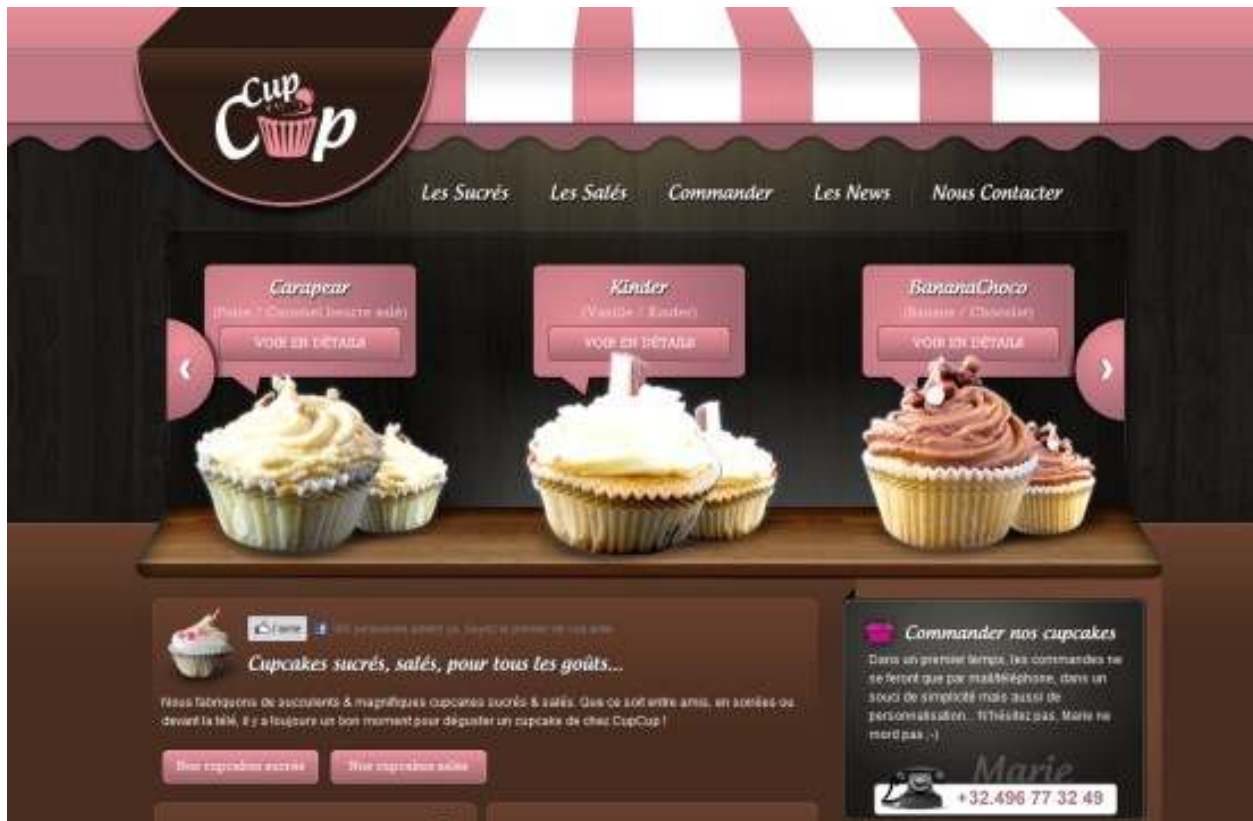 Cup
Cup
Les Sucrés
Les Salés
Commander
Les News
Nous Contacter
Carapear
(Poire / Caramel beurre salé)
VOIR EN DÉTAILS
Kinder
(Vanille / Kinder)
VOIR EN DÉTAILS
BananaChoco
(Banane / Chocolat)
VOIR EN DÉTAILS
J'aime
Cupcakes sucrés, salés, pour tous les goûts...
Nous fabriquons de succulents & magnifiques cupcakes sucrés & salés. Que ce soit entre amis, en soirées ou
devant la télé, il y a toujours un bon moment pour déguster un cupcake de chez CupCup !
Nos cupcakes sucrés
Nos cupcakes salés
Commander nos cupcakes
Dans un premier temps, les commandes ne
se feront que par mail/téléphone, dans un
souci de simplicité mais aussi de
personnalisation... N'hésitez pas, Marie ne
mord pas ;-)
Marie
+32.496 77 32 49